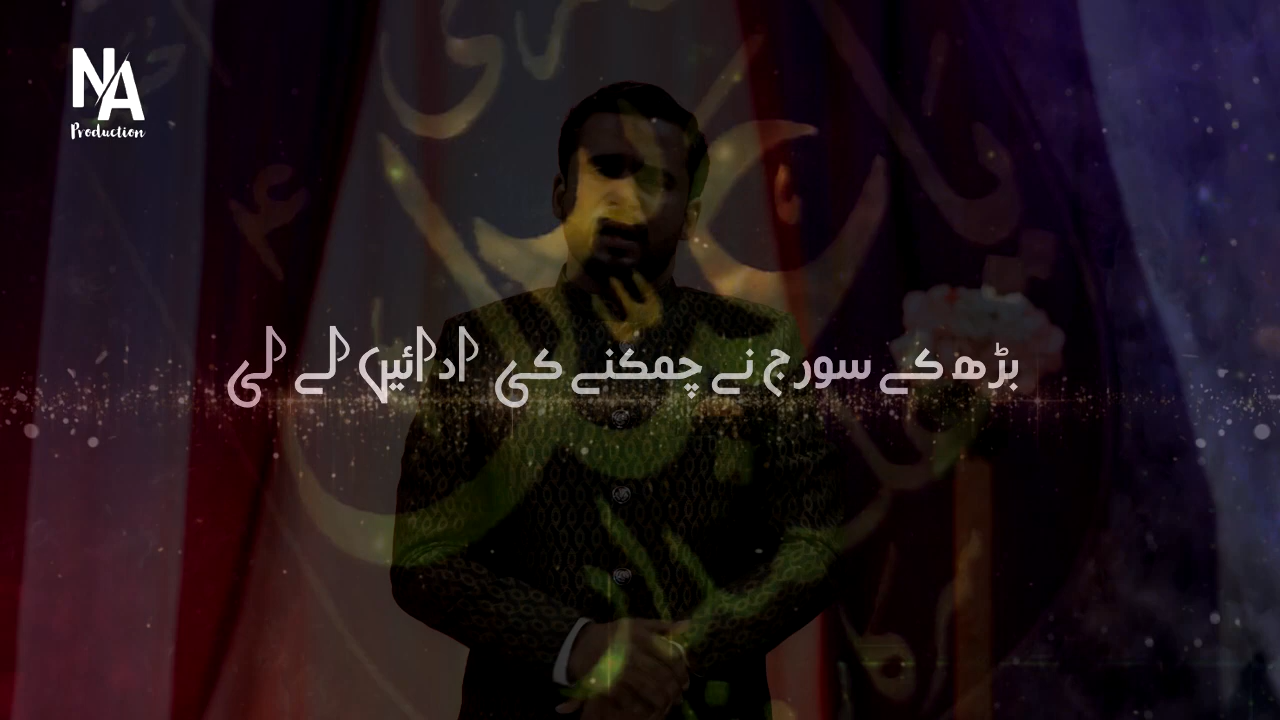 NA
Production
بڑھ کے سورج نے چمکنے کی ادائیں لے لی